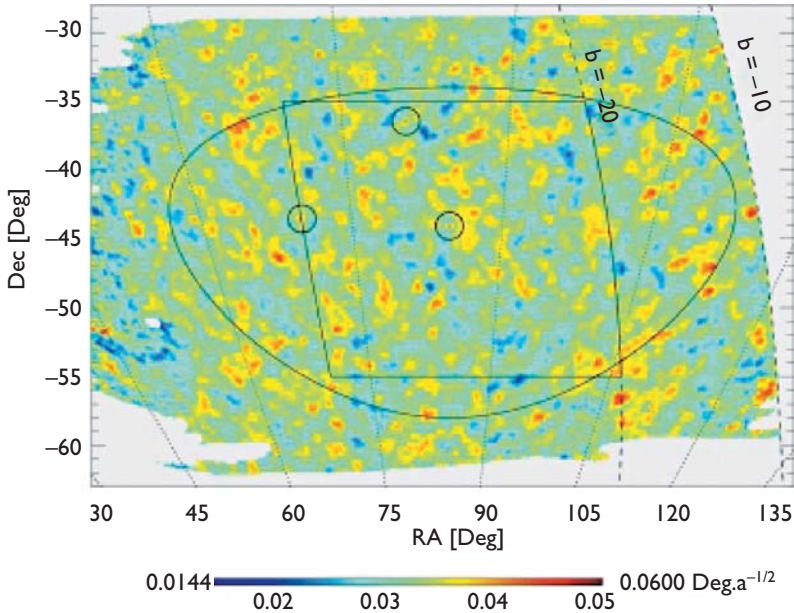 −30
−35
−40
−45
−50
−55
−60
Dec [Deg]
b = −20
b = −10
30 45 60 75 90 105 120 135
RA [Deg]
0.0144 0.0600 Deg.a−1/2
0.02 0.03 0.04 0.05